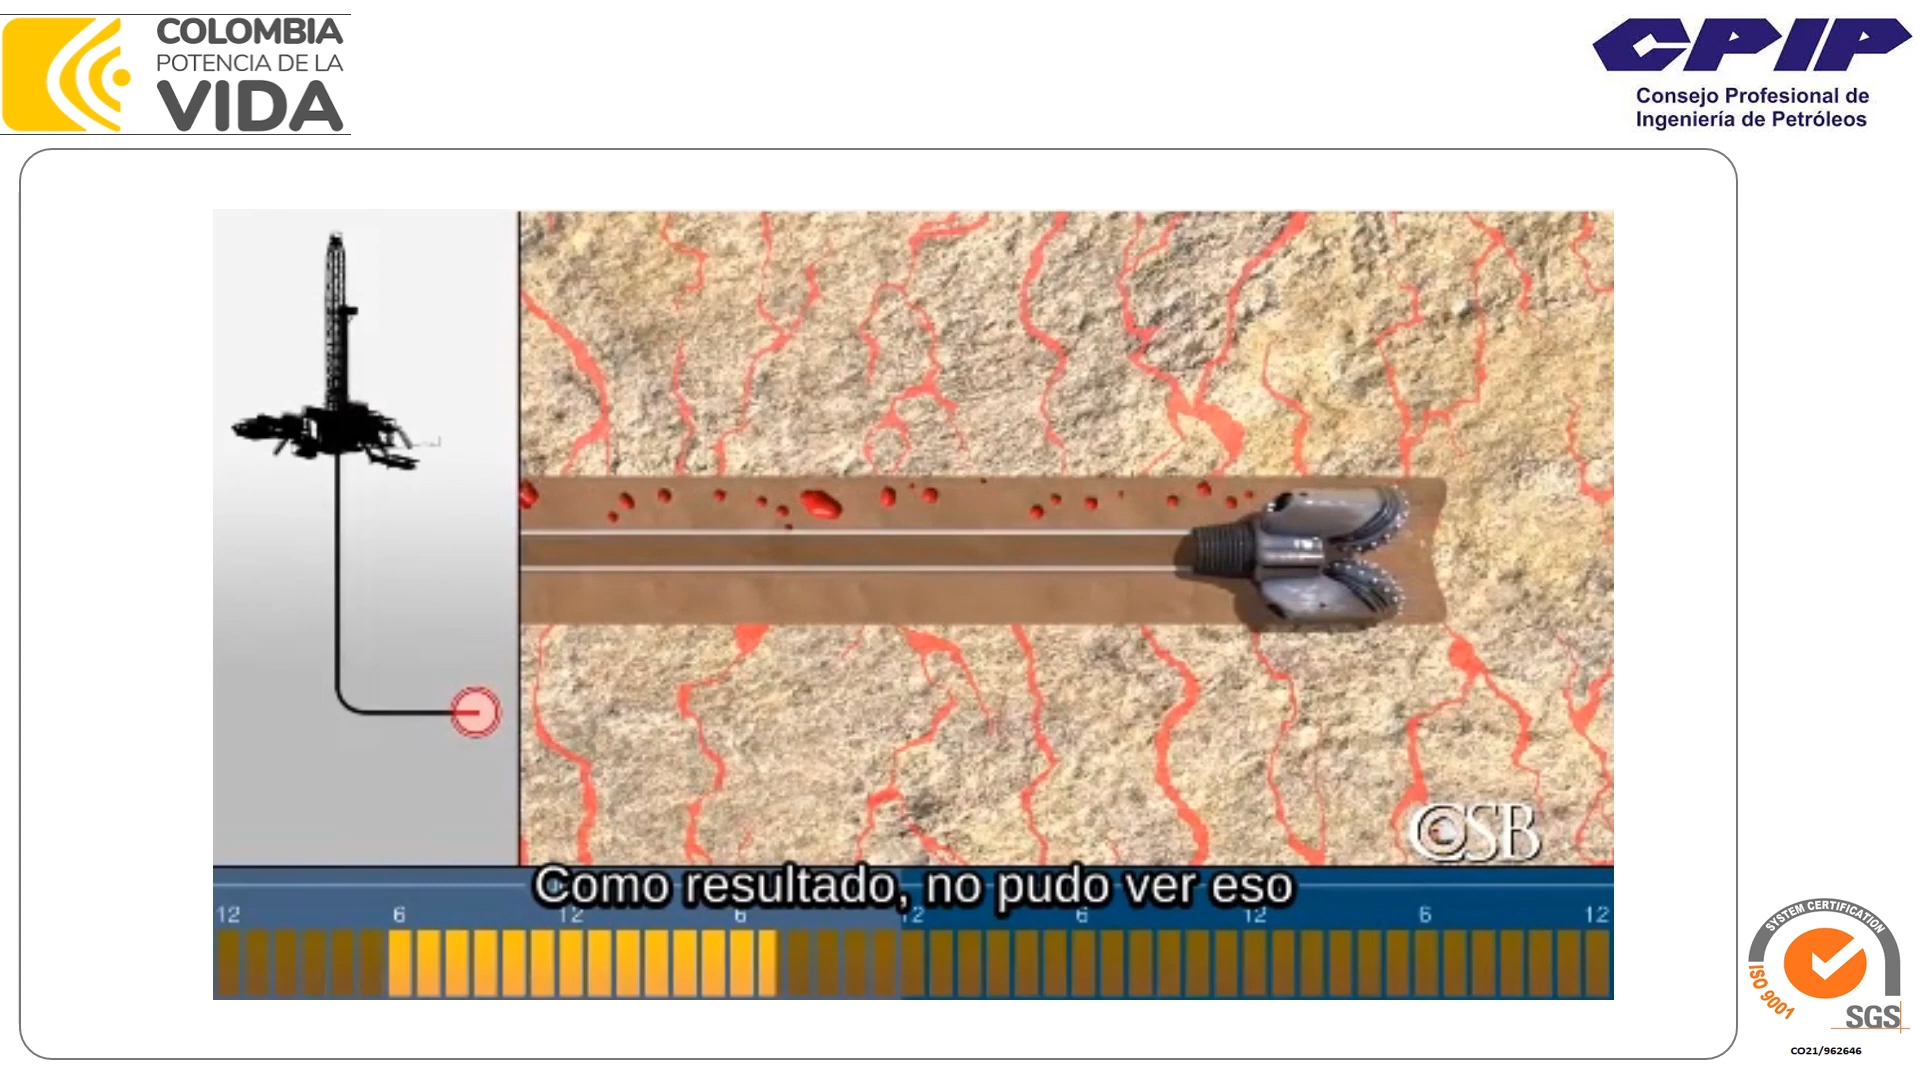 COLOMBIA
POTENCIA DE LA
VIDA
CPIP
Consejo Profesional de
Ingeniería de Petróleos
CSB
Como resultado, no pudo ver eso
12 6 12 6 12 6 12 6 12
SYSTEM CERTIFICATION
ISO 9001
SGS
CO21/962646